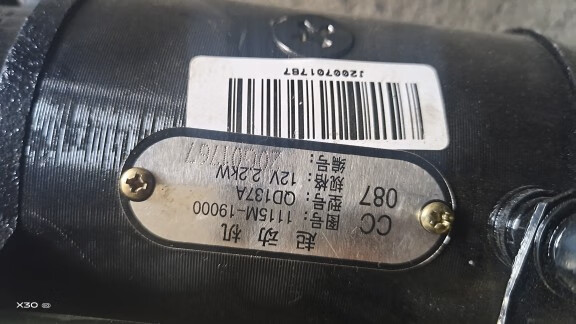 起动机
CC 图号: 1115M-19000
087 型号: QD137A
规格: 12V 2.2kW
编号:
J200701787
X30